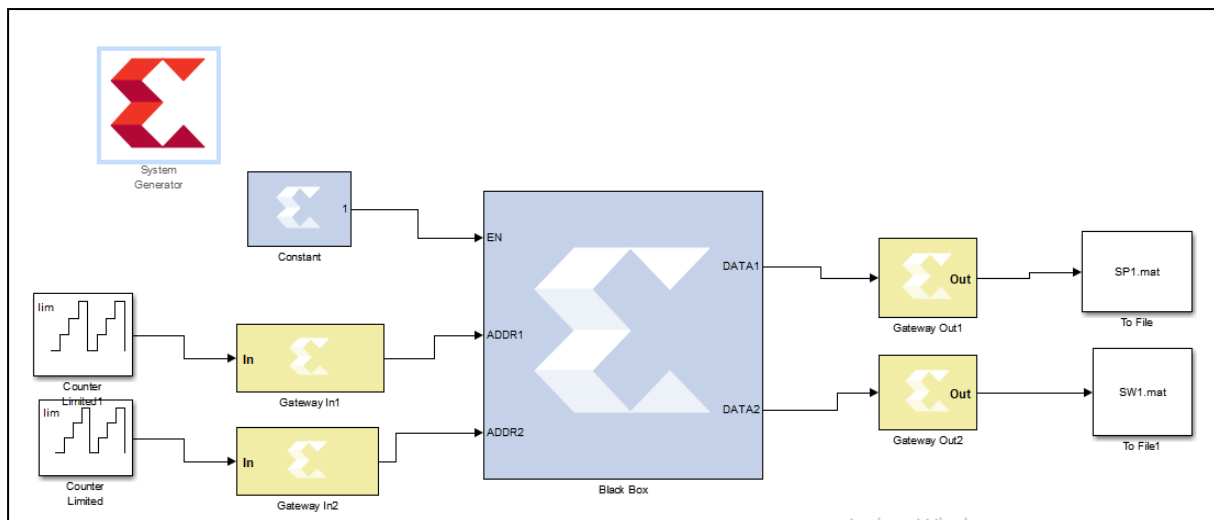 System
Generator
1
Constant
EN
DATA1
Out
Gateway Out1
SP1.mat
To File
lim
Counter
Limited1
In
Gateway In1
ADDR1
DATA2
Out
Gateway Out2
SW1.mat
To File1
lim
Counter
Limited
In
Gateway In2
ADDR2
Black Box